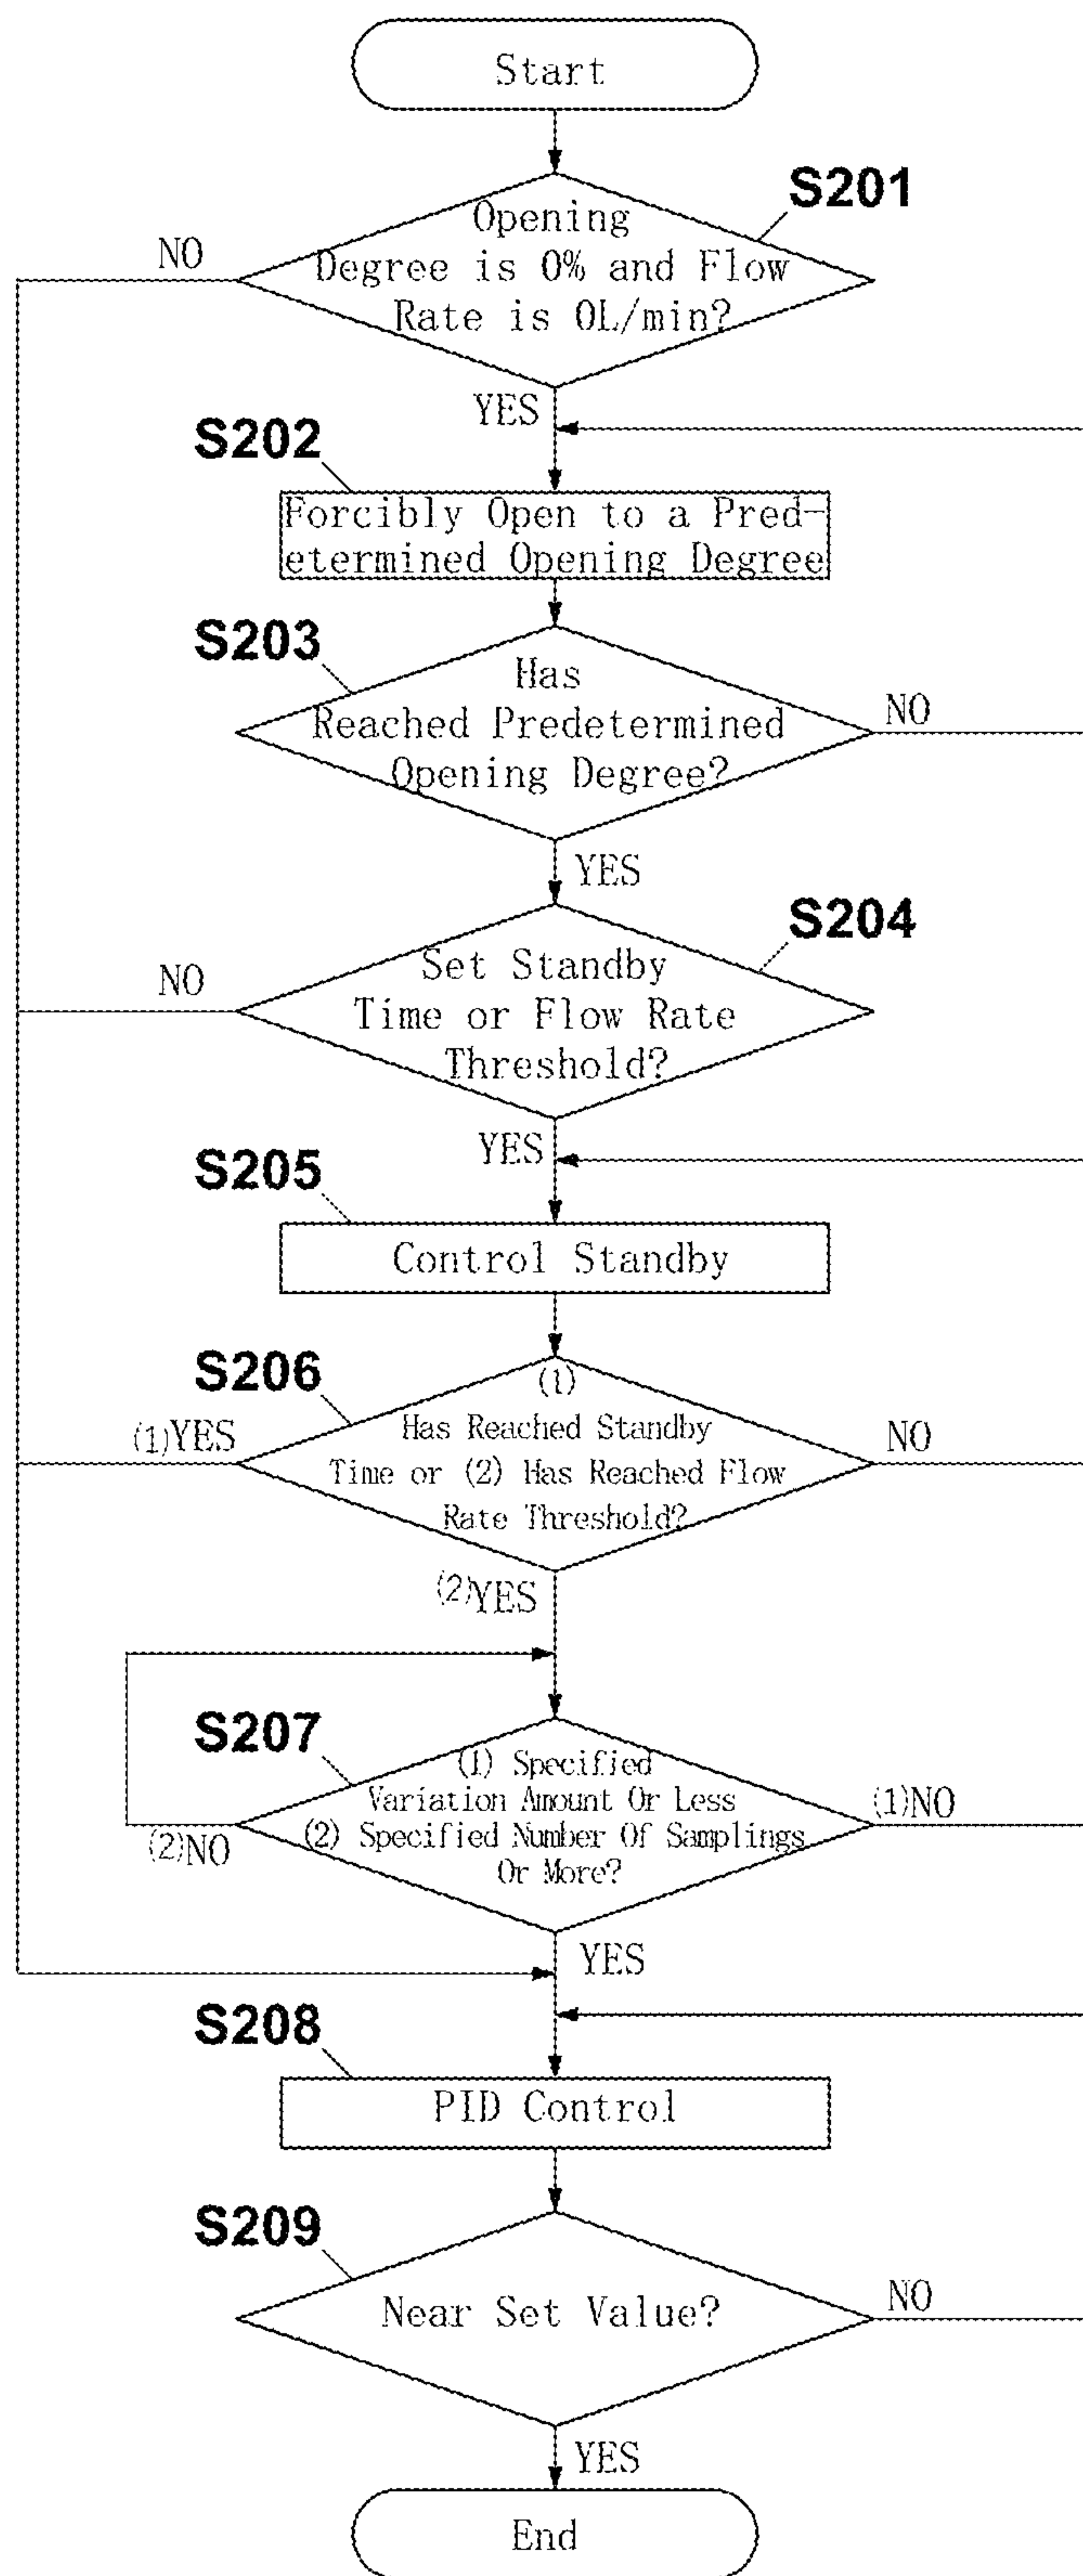 Start
S201
Opening
Degree is 0% and Flow
Rate is 0L/min?
NO
YES
S202
Forcibly Open to a Pred-
etermined Opening Degree
S203
Has
Reached Predetermined
Opening Degree?
NO
YES
S204
Set Standby
Time or Flow Rate
Threshold?
NO
YES
S205
Control Standby
S206
(1)
Has Reached Standby
Time or (2) Has Reached Flow
Rate Threshold?
(1)YES
NO
(2)YES
S207
(1) Specified
Variation Amount Or Less
(2) Specified Number Of Samplings
Or More?
(1)NO
(2)NO
YES
S208
PID Control
S209
Near Set Value?
NO
YES
End